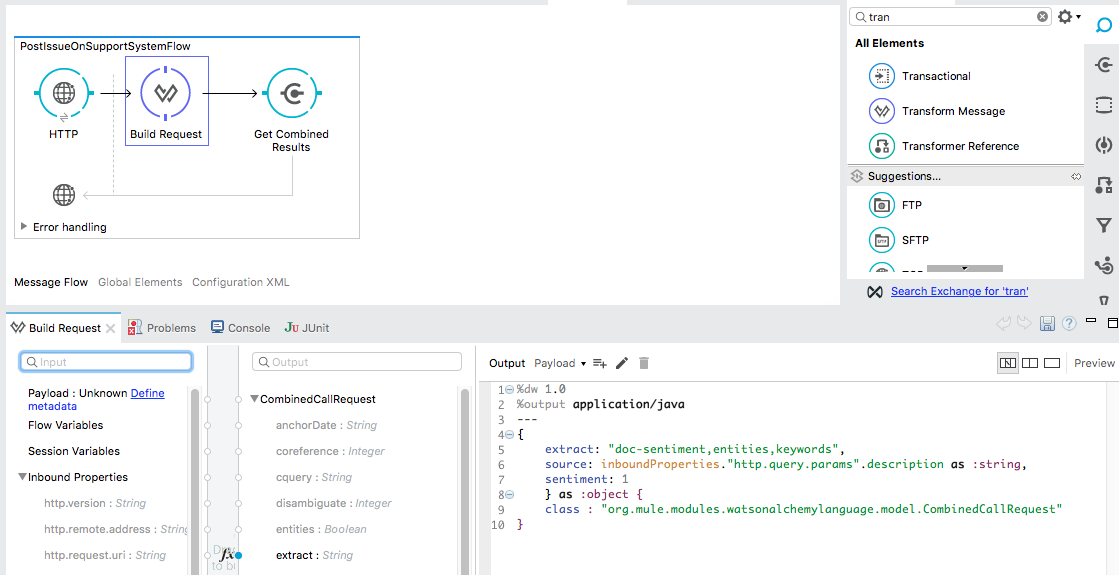 PostIssueOnSupportSystemFlow
HTTP
Build Request
Get Combined
Results
Error handling
Message Flow Global Elements Configuration XML
tran
All Elements
Transactional
Transform Message
Transformer Reference
Suggestions...
FTP
SFTP
Search Exchange for 'tran'
Build Request Problems Console JU JUnit
Input
Payload : Unknown Define
metadata
Flow Variables
Session Variables
Inbound Properties
http.version : String
http.remote.address : String
http.request.uri : String
fx
to bi
Output
CombinedCallRequest
anchorDate : String
coreference : Integer
cquery : String
disambiguate : Integer
entities : Boolean
extract : String
Output Payload Preview
1 %dw 1.0
2 %output application/java
3 ---
4 {
5 extract: "doc-sentiment,entities,keywords",
6 source: inboundProperties."http.query.params".description as :string,
7 sentiment: 1
8 } as :object {
9 class : "org.mule.modules.watsonalchemylanguage.model.CombinedCallRequest"
10 }